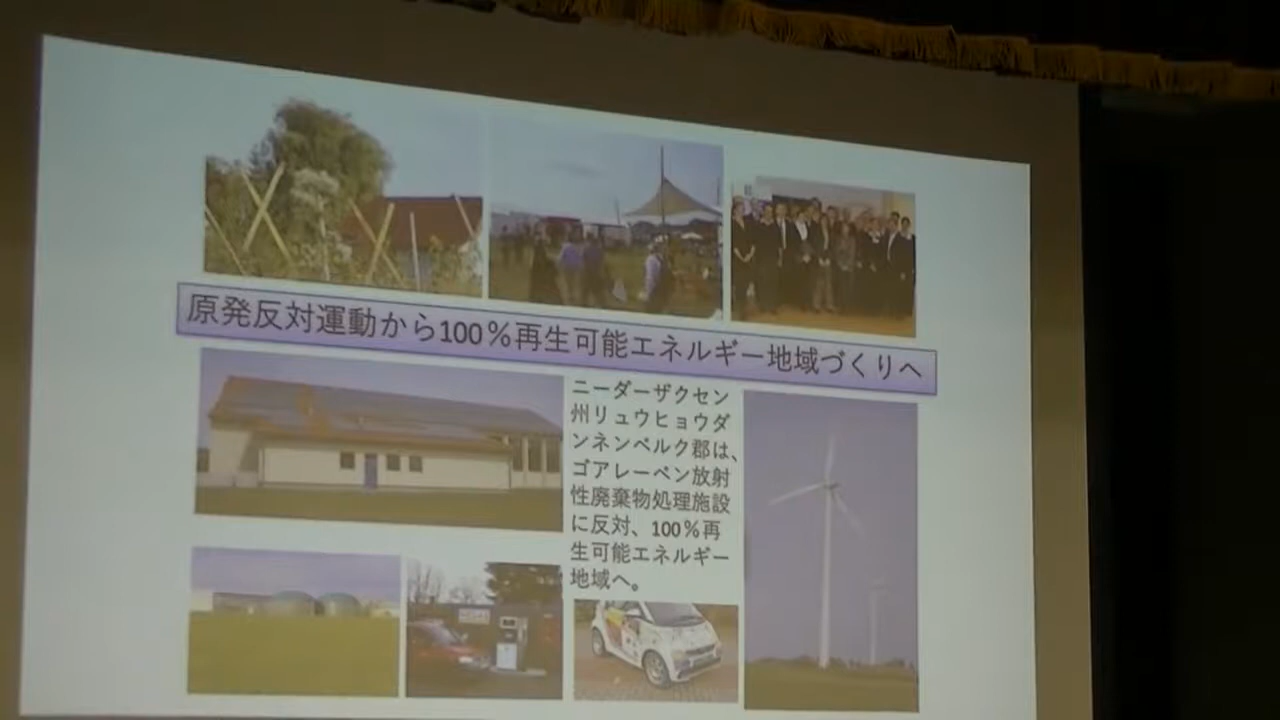 原発反対運動から100％再生可能エネルギー地域づくりへ
ニーダーザクセン
州リュウヒョウダ
ンネンベルク郡は、
ゴアレーベン放射
性廃棄物処理施設
に反対、100％再
生可能エネルギー
地域へ。